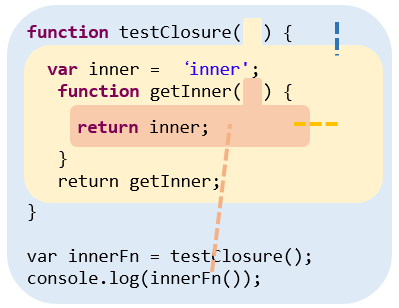 function testClosure( ) {
var inner = ‘inner';
function getInner( ) {
return inner;
}
return getInner;
}
var innerFn = testClosure();
console.log(innerFn());